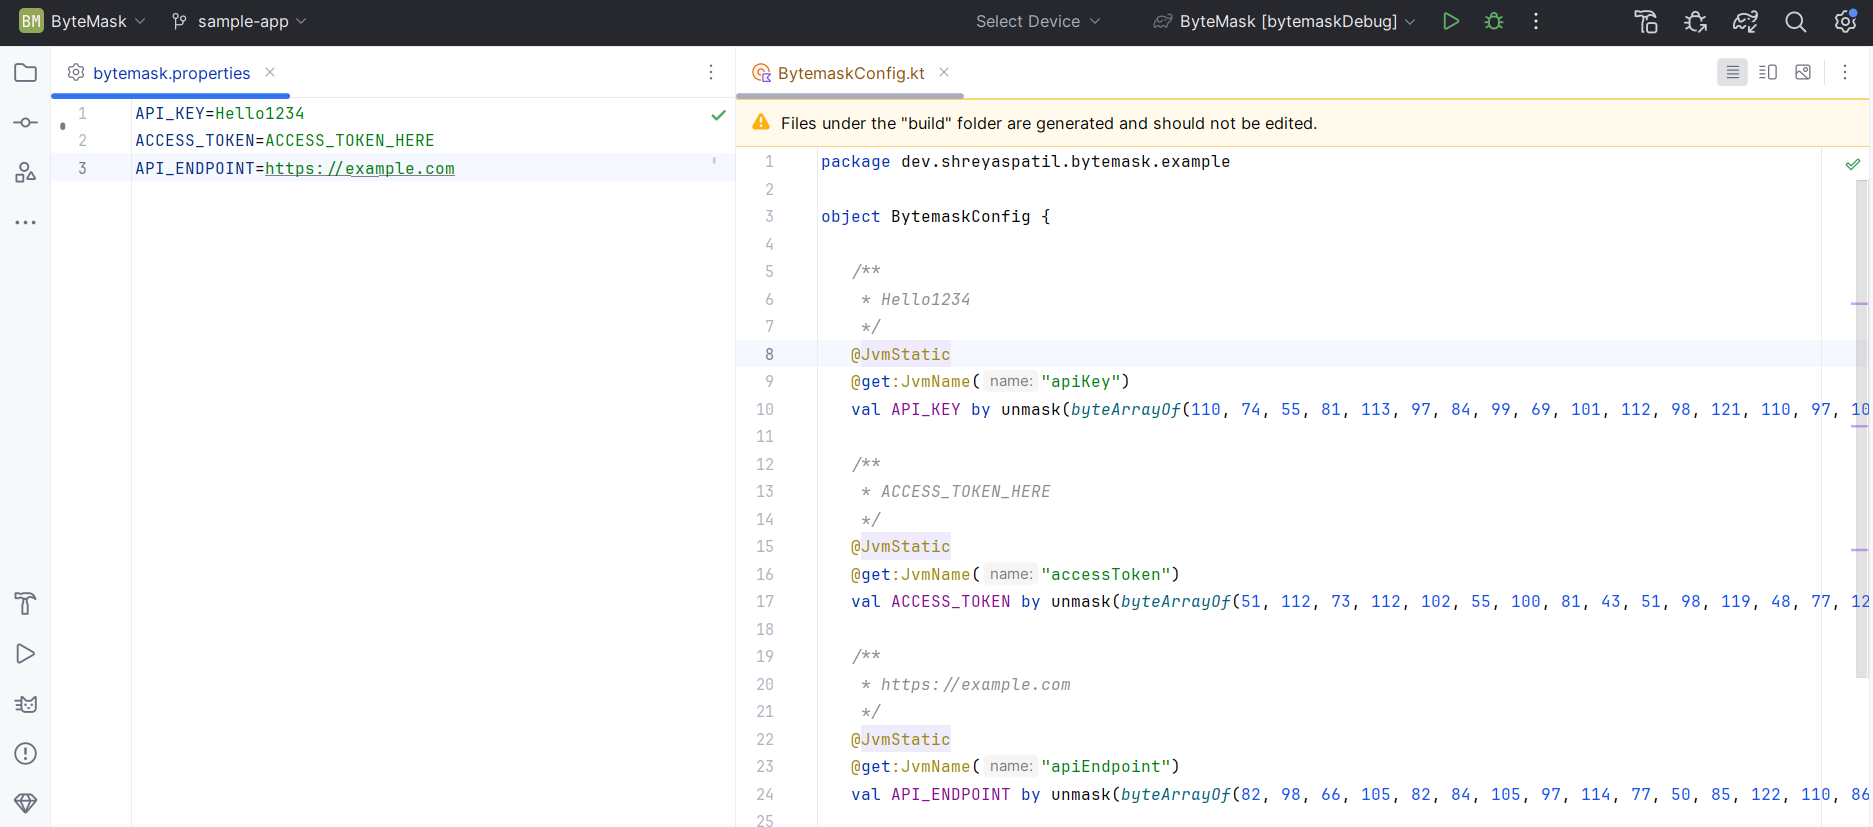 BM ByteMask sample-app Select Device ByteMask [bytemaskDebug]
bytemask.properties
1 API_KEY=Hello1234
2 ACCESS_TOKEN=ACCESS_TOKEN_HERE
3 API_ENDPOINT=https://example.com
BytemaskConfig.kt
Files under the "build" folder are generated and should not be edited.
1 package dev.shreyaspatil.bytemask.example
2
3 object BytemaskConfig {
4
5 /**
6 * Hello1234
7 */
8 @JvmStatic
9 @get:JvmName( name: "apiKey")
10 val API_KEY by unmask(byteArrayOf(110, 74, 55, 81, 113, 97, 84, 99, 69, 101, 112, 98, 121, 110, 97, 10
11
12 /**
13 * ACCESS_TOKEN_HERE
14 */
15 @JvmStatic
16 @get:JvmName( name: "accessToken")
17 val ACCESS_TOKEN by unmask(byteArrayOf(51, 112, 73, 112, 102, 55, 100, 81, 43, 51, 98, 119, 48, 77, 12
18
19 /**
20 * https://example.com
21 */
22 @JvmStatic
23 @get:JvmName( name: "apiEndpoint")
24 val API_ENDPOINT by unmask(byteArrayOf(82, 98, 66, 105, 82, 84, 105, 97, 114, 77, 50, 85, 122, 110, 86
25